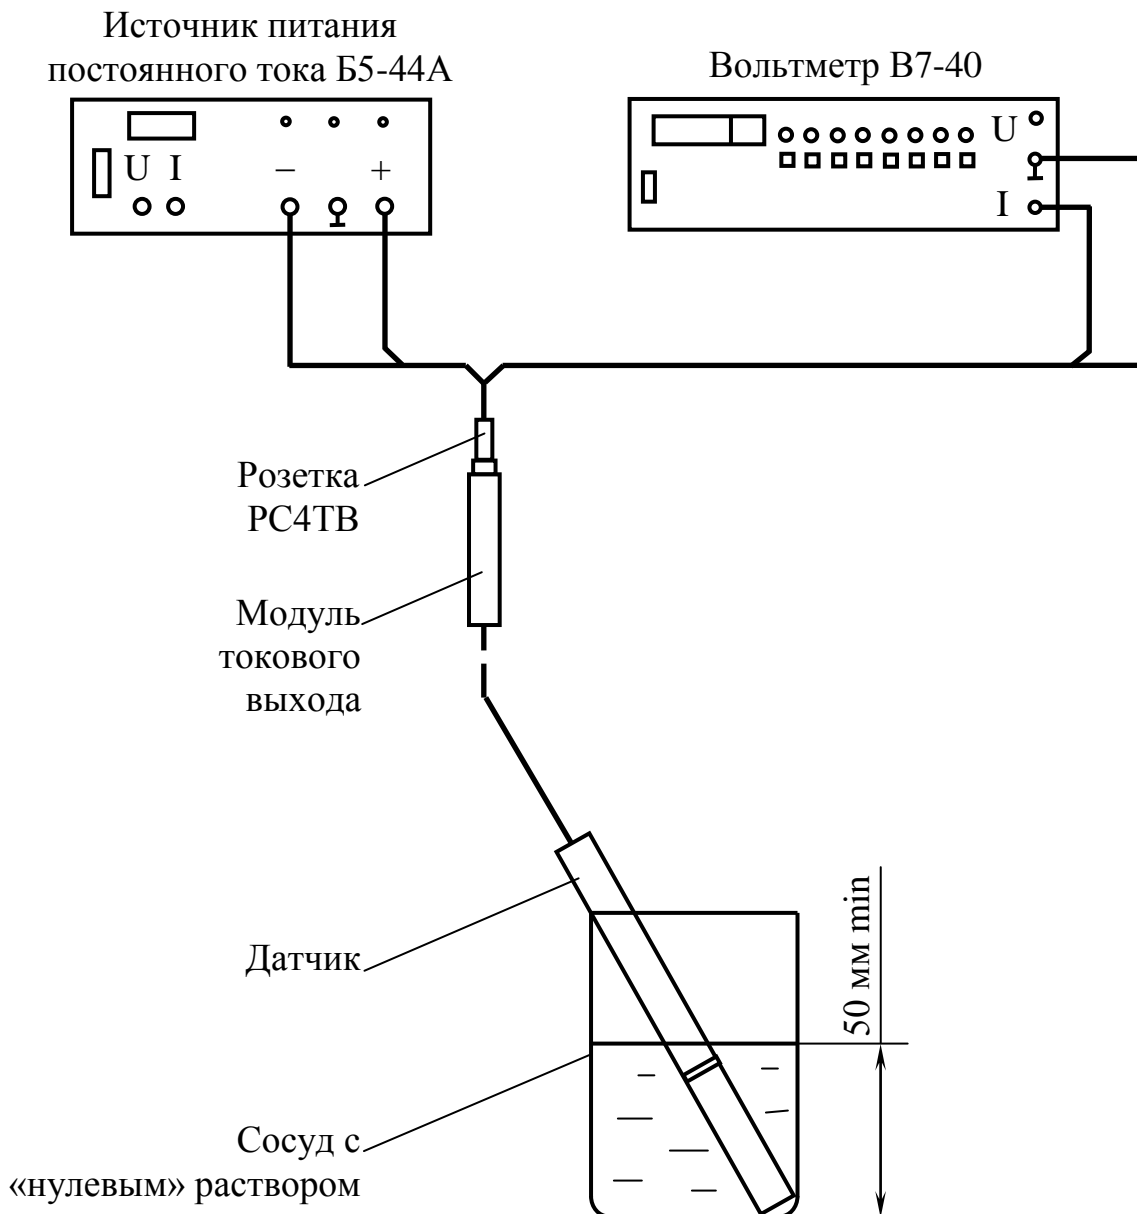 Источник питания
постоянного тока Б5-44А
Вольтметр В7-40
U I
− +
U
I
Розетка
РС4ТВ
Модуль
токового
выхода
Датчик
50 мм min
Сосуд с
«нулевым» раствором